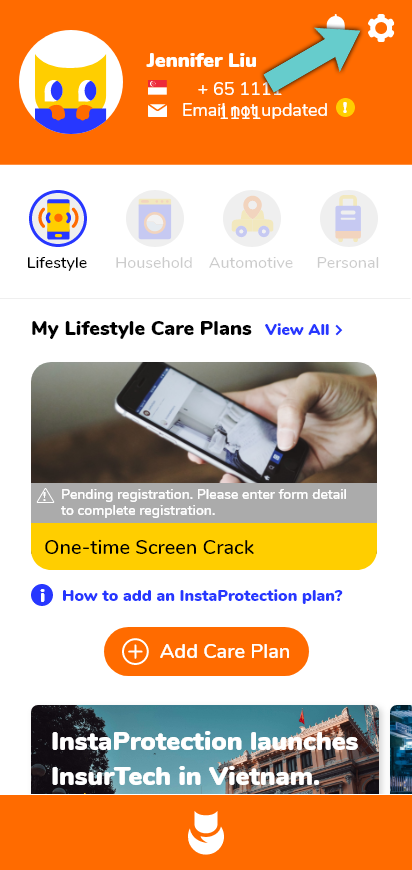 Jennifer Liu
+ 65 1111
1111
Email not updated
!
Lifestyle
Household
Automotive
Personal
My Lifestyle Care Plans
View All >
Pending registration. Please enter form detail
to complete registration.
One-time Screen Crack
i How to add an InstaProtection plan?
+ Add Care Plan
InstaProtection launches
InsurTech in Vietnam.